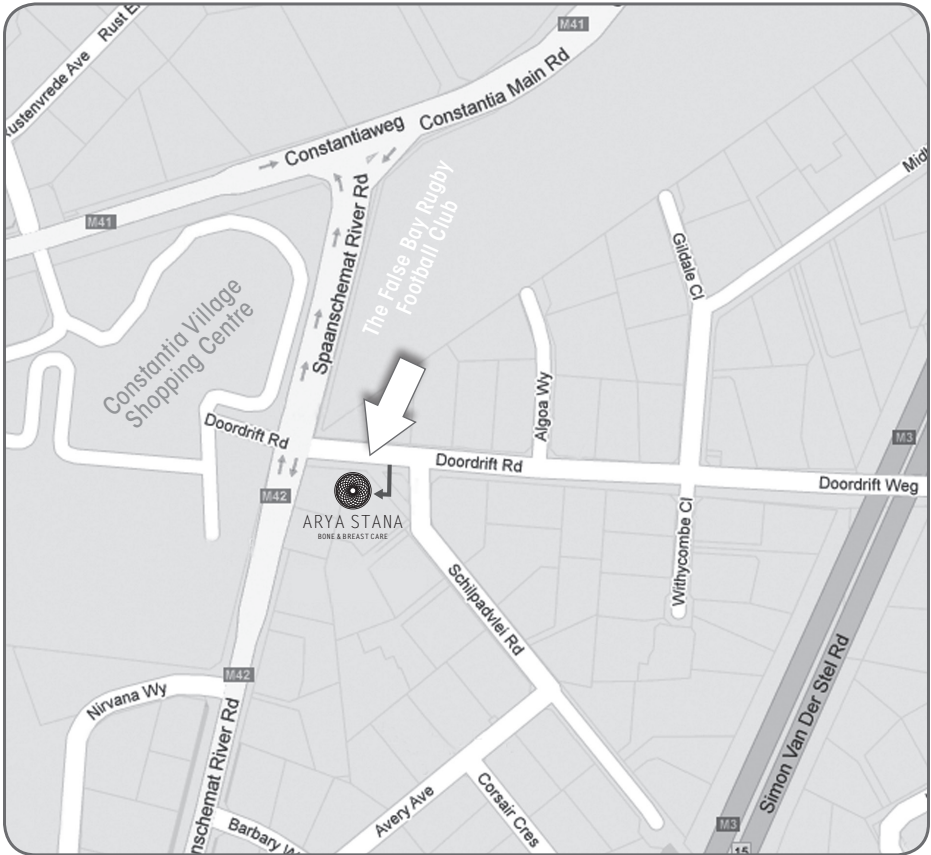 M41
Rust E
ustenvrede Ave
Constantiaweg
Constantia Main Rd
Midl
M41
The False Bay Rugby
Football Club
Spaanschemat River Rd
Gildale Cl
Constantia Village
Shopping Centre
Algoa Wy
Doordrift Rd
Doordrift Rd
M3
Doordrift Weg
M42
ARYA STANA
BONE & BREAST CARE
Withycombe Cl
Schilpadvlei Rd
M42
Nirvana Wy
Simon Van Der Stel Rd
anschemat River Rd
Avery Ave
Corsair Cres
Barbary W
M3
15